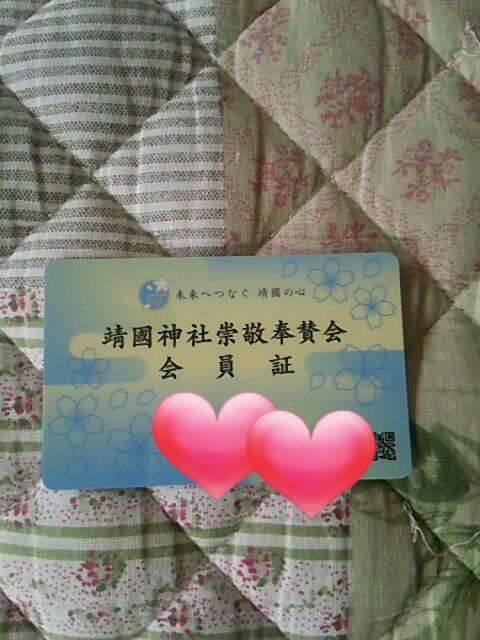 未来へつなぐ 靖國の心
靖國神社崇敬奉賛会
会員証